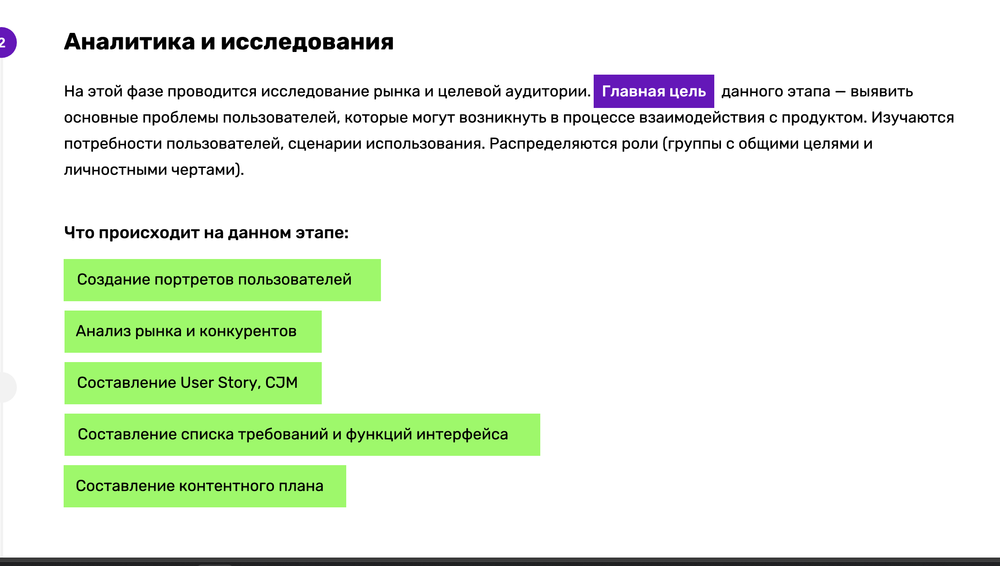 2
Аналитика и исследования
На этой фазе проводится исследование рынка и целевой аудитории. Главная цель данного этапа — выявить
основные проблемы пользователей, которые могут возникнуть в процессе взаимодействия с продуктом. Изучаются
потребности пользователей, сценарии использования. Распределяются роли (группы с общими целями и
личностными чертами).
Что происходит на данном этапе:
Создание портретов пользователей
Анализ рынка и конкурентов
Составление User Story, CJM
Составление списка требований и функций интерфейса
Составление контентного плана